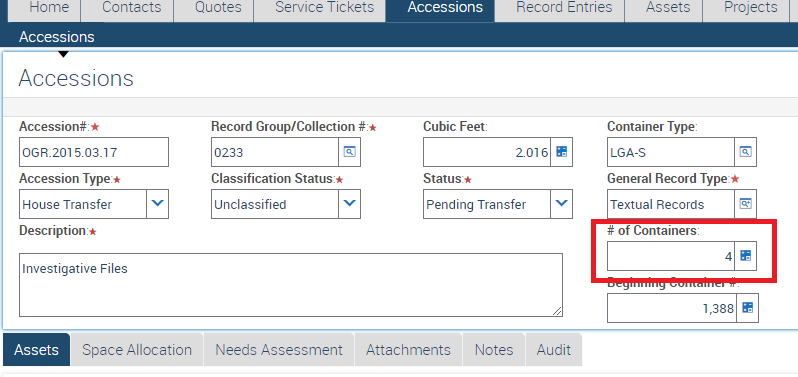 Home Contacts Quotes Service Tickets Accessions Record Entries Assets Projects
Accessions
Accessions
Accession#:★ Record Group/Collection #:★ Cubic Feet: Container Type:
OGR.2015.03.17 0233 2.016 LGA-S
Accession Type:★ Classification Status:★ Status:★ General Record Type:★
House Transfer Unclassified Pending Transfer Textual Records
Description:★ # of Containers:
Investigative Files 4
Beginning Container #:
1,388
Assets Space Allocation Needs Assessment Attachments Notes Audit